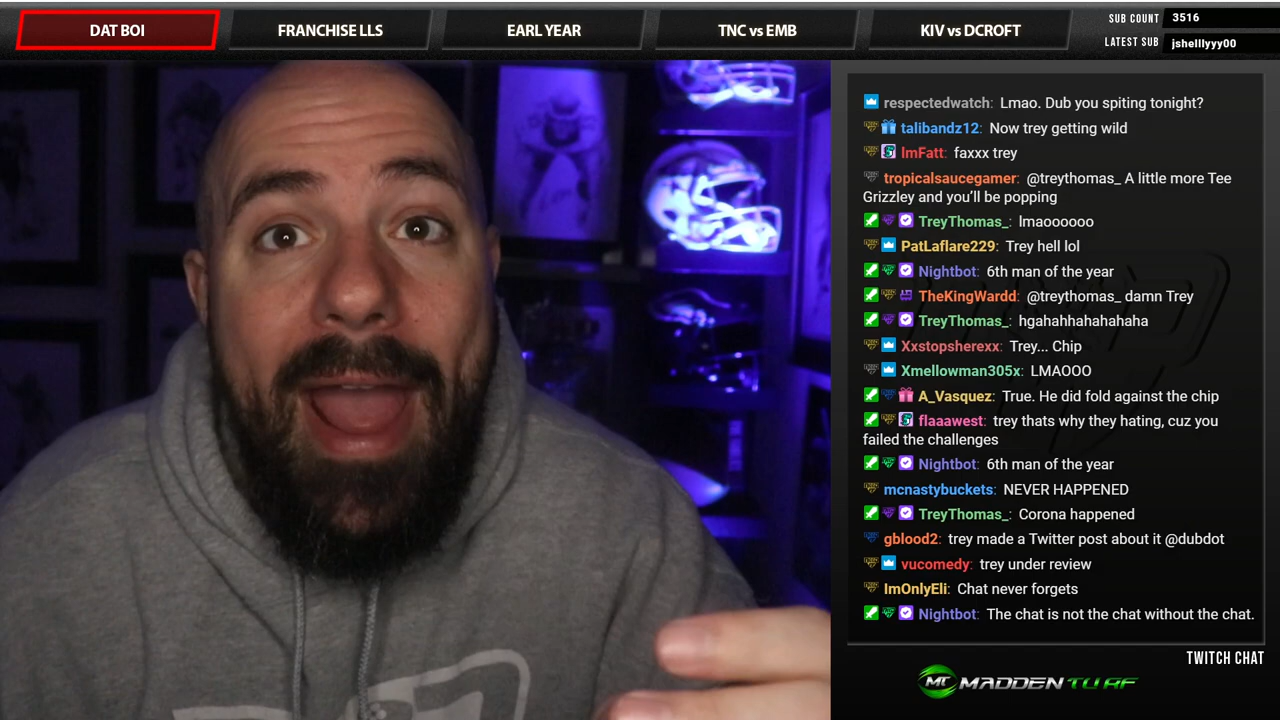 DAT BOI
FRANCHISE LLS
EARL YEAR
TNC vs EMB
KIV vs DCROFT
SUB COUNT 3516
LATEST SUB jshelllyyy00
respectedwatch: Lmao. Dub you spiting tonight?
talibandz12: Now trey getting wild
ImFatt: faxxx trey
tropicalsaucegamer: @treythomas_ A little more Tee
Grizzley and you'll be popping
TreyThomas_: lmaoooooo
PatLaflare229: Trey hell lol
Nightbot: 6th man of the year
TheKingWardd: @treythomas_ damn Trey
TreyThomas_: hgahahhahahahaha
Xxstopsherexx: Trey... Chip
Xmellowman305x: LMAOOO
A_Vasquez: True. He did fold against the chip
flaaawest: trey thats why they hating, cuz you
failed the challenges
Nightbot: 6th man of the year
mcnastybuckets: NEVER HAPPENED
TreyThomas_: Corona happened
gblood2: trey made a Twitter post about it @dubdot
vucomedy: trey under review
ImOnlyEli: Chat never forgets
Nightbot: The chat is not the chat without the chat.
TWITCH CHAT
MT MADDEN TURF